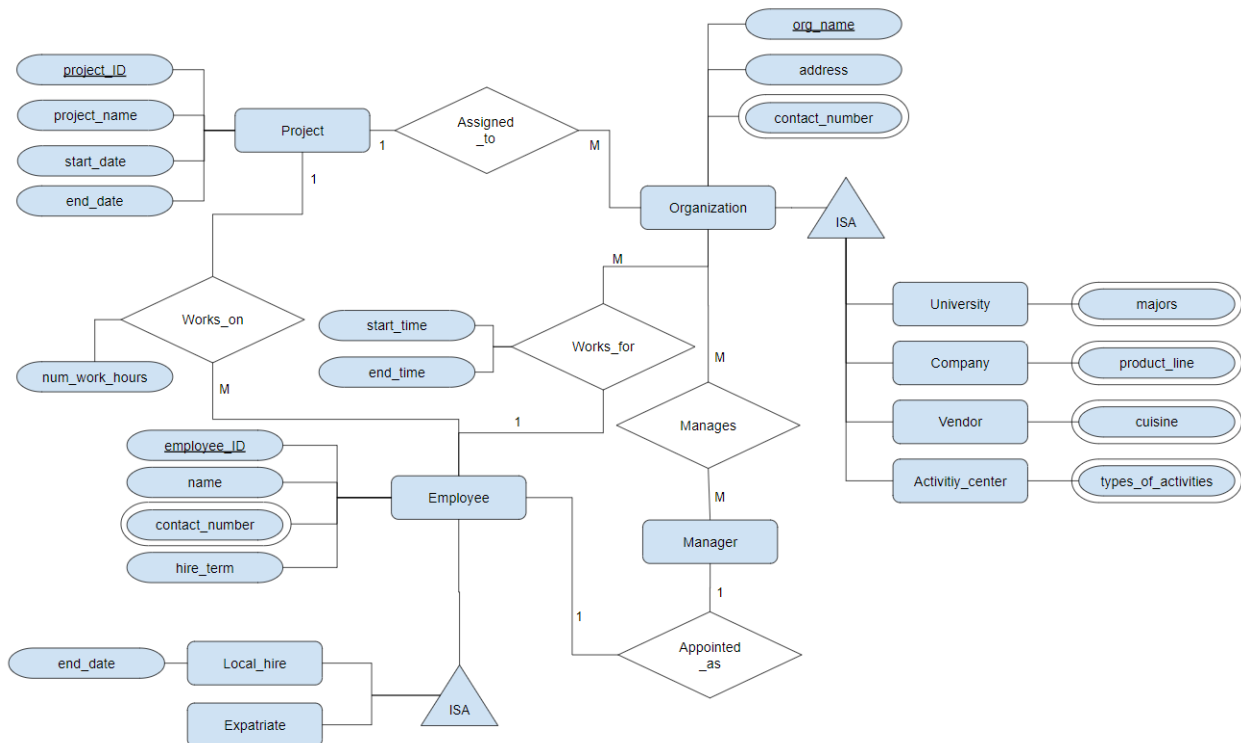 org_name
project_ID
address
project_name
contact_number
Project
1
Assigned
_to
M
start_date
1
end_date
Organization
ISA
M
University
majors
Works_on
start_time
Works_for
Company
product_line
num_work_hours
end_time
M
M
1
Vendor
cuisine
Manages
employee_ID
name
Employee
M
Activitiy_center
types_of_activities
contact_number
Manager
hire_term
1
1
Appointed
_as
end_date
Local_hire
ISA
Expatriate